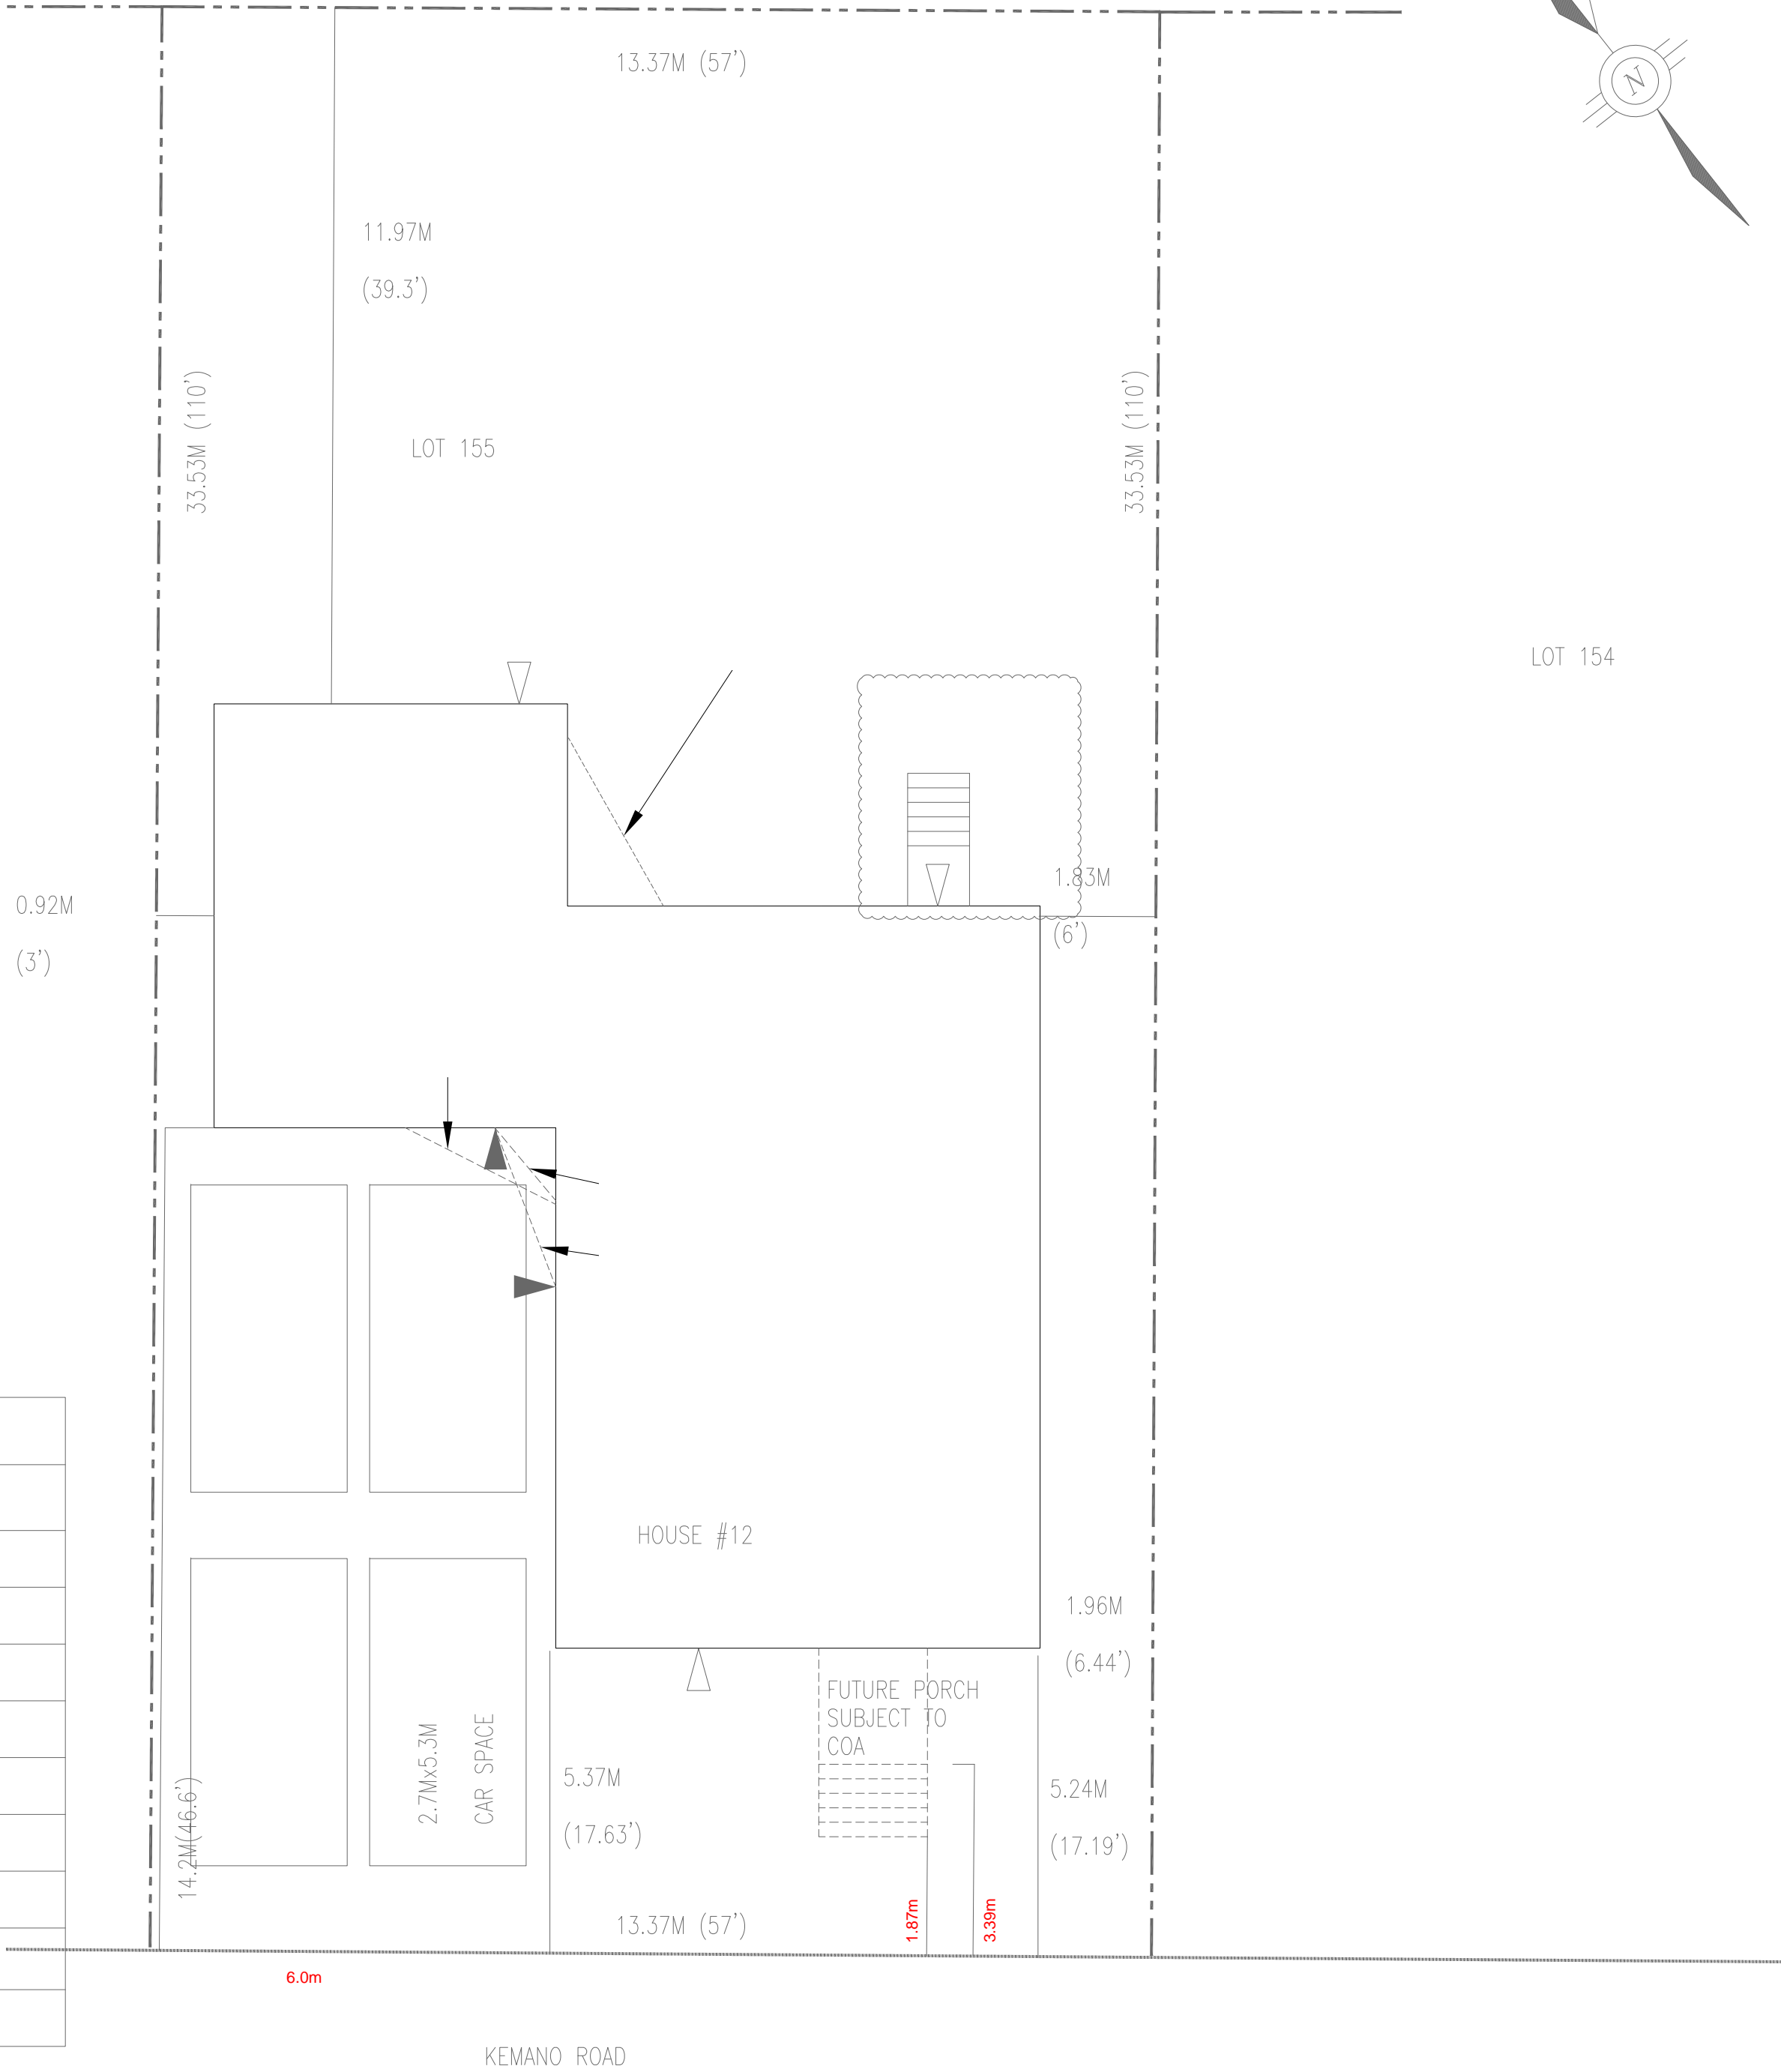 13.37M (57')
N
11.97M
(39.3')
33.53M (110')
33.53M (110')
LOT 155
LOT 154
0.92M
(3')
1.83M
(6')
HOUSE #12
1.96M
(6.44')
FUTURE PORCH
SUBJECT TO
COA
2.7Mx5.3M
CAR SPACE
14.2M(46.6')
5.37M
(17.63')
5.24M
(17.19')
1.87m
3.39m
13.37M (57')
6.0m
KEMANO ROAD